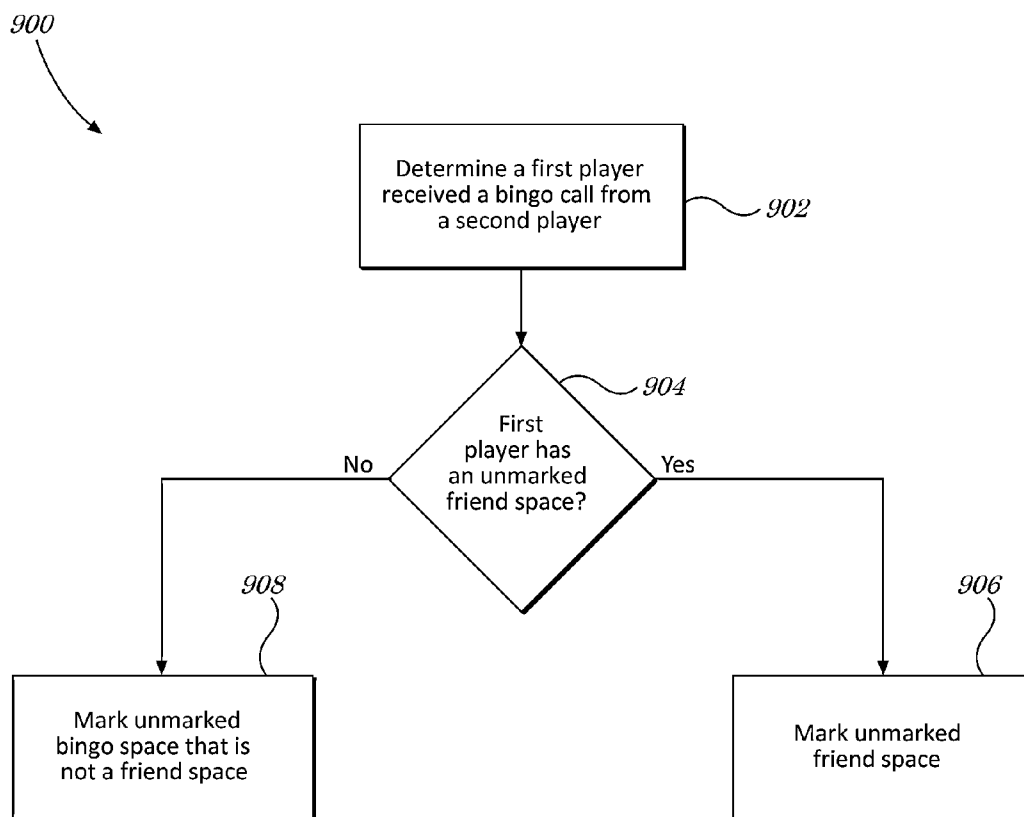 900
Determine a first player
received a bingo call from
a second player
902
904
First
player has
an unmarked
friend space?
No
Yes
908
906
Mark unmarked
bingo space that is
not a friend space
Mark unmarked
friend space